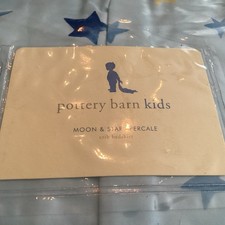 pottery barn kids
MOON & STAR PERCALE